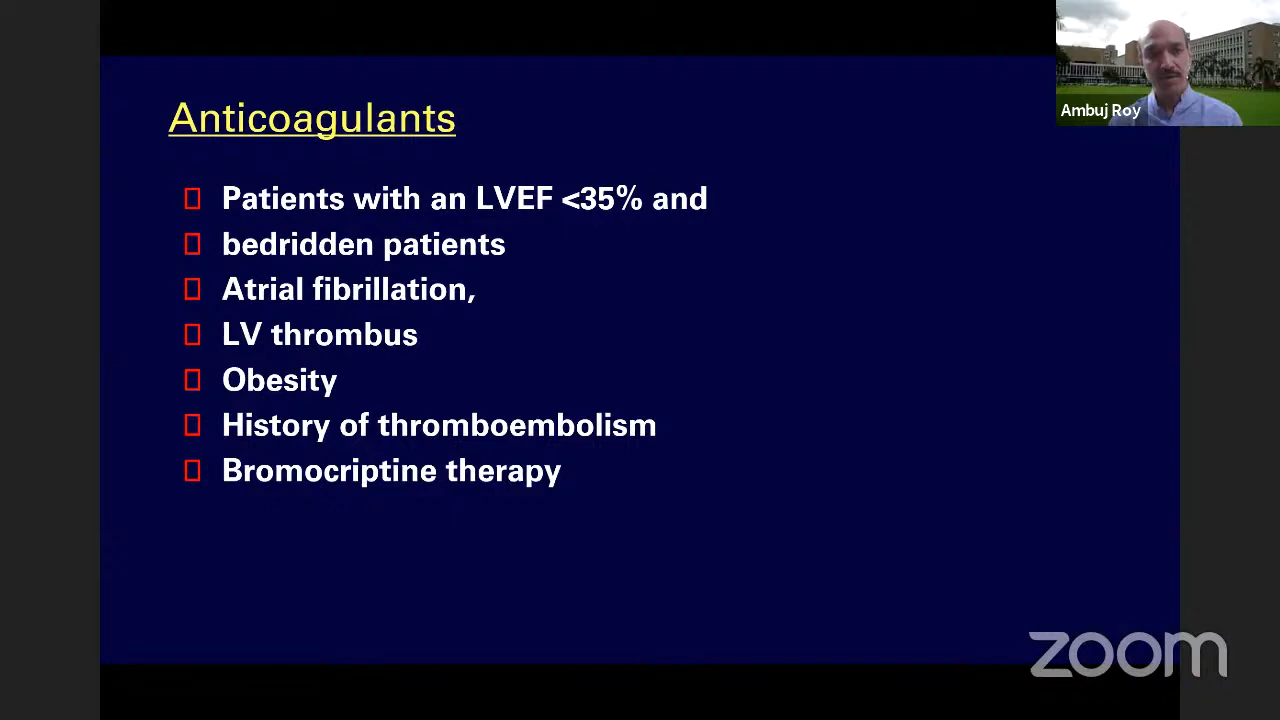 Ambuj Roy
Anticoagulants
Patients with an LVEF <35% and
bedridden patients
Atrial fibrillation,
LV thrombus
Obesity
History of thromboembolism
Bromocriptine therapy
zoom